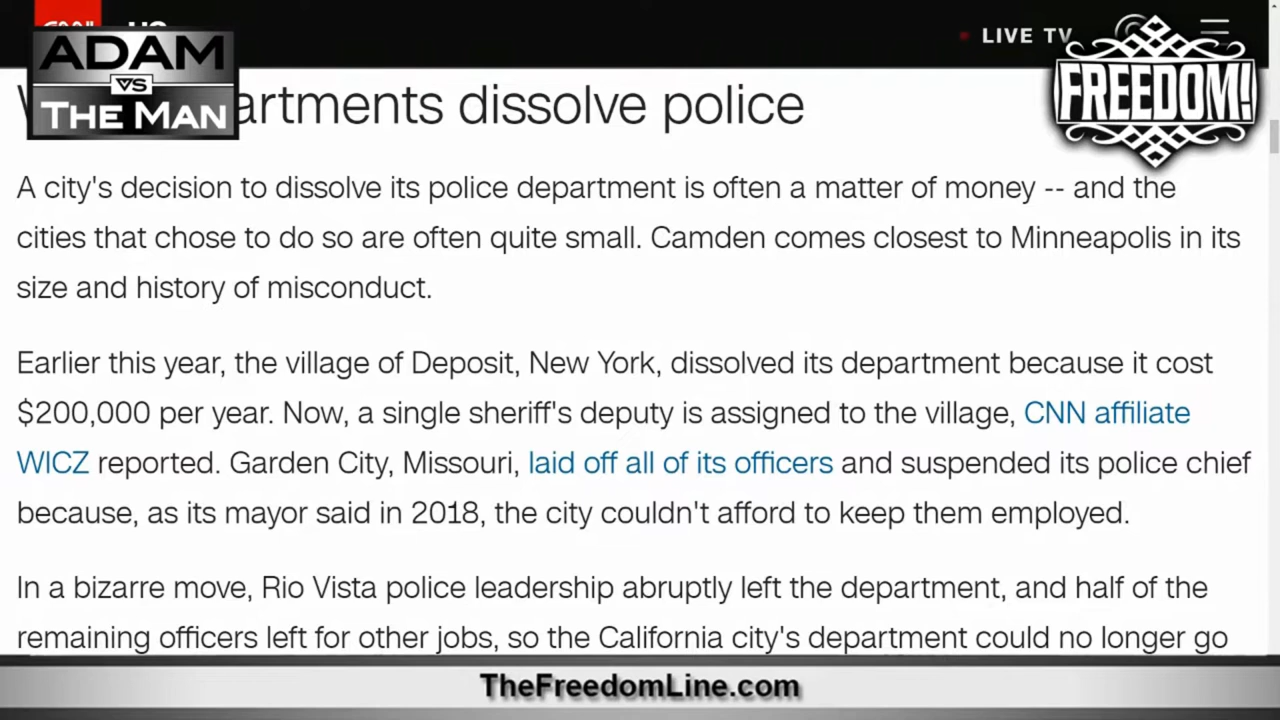 LIVE TV
ADAM
VS
THE MAN
FREEDOM!
artments dissolve police
A city's decision to dissolve its police department is often a matter of money -- and the
cities that chose to do so are often quite small. Camden comes closest to Minneapolis in its
size and history of misconduct.
Earlier this year, the village of Deposit, New York, dissolved its department because it cost
$200,000 per year. Now, a single sheriff's deputy is assigned to the village, CNN affiliate
WICZ reported. Garden City, Missouri, laid off all of its officers and suspended its police chief
because, as its mayor said in 2018, the city couldn't afford to keep them employed.
In a bizarre move, Rio Vista police leadership abruptly left the department, and half of the
remaining officers left for other jobs, so the California city's department could no longer go
TheFreedomLine.com